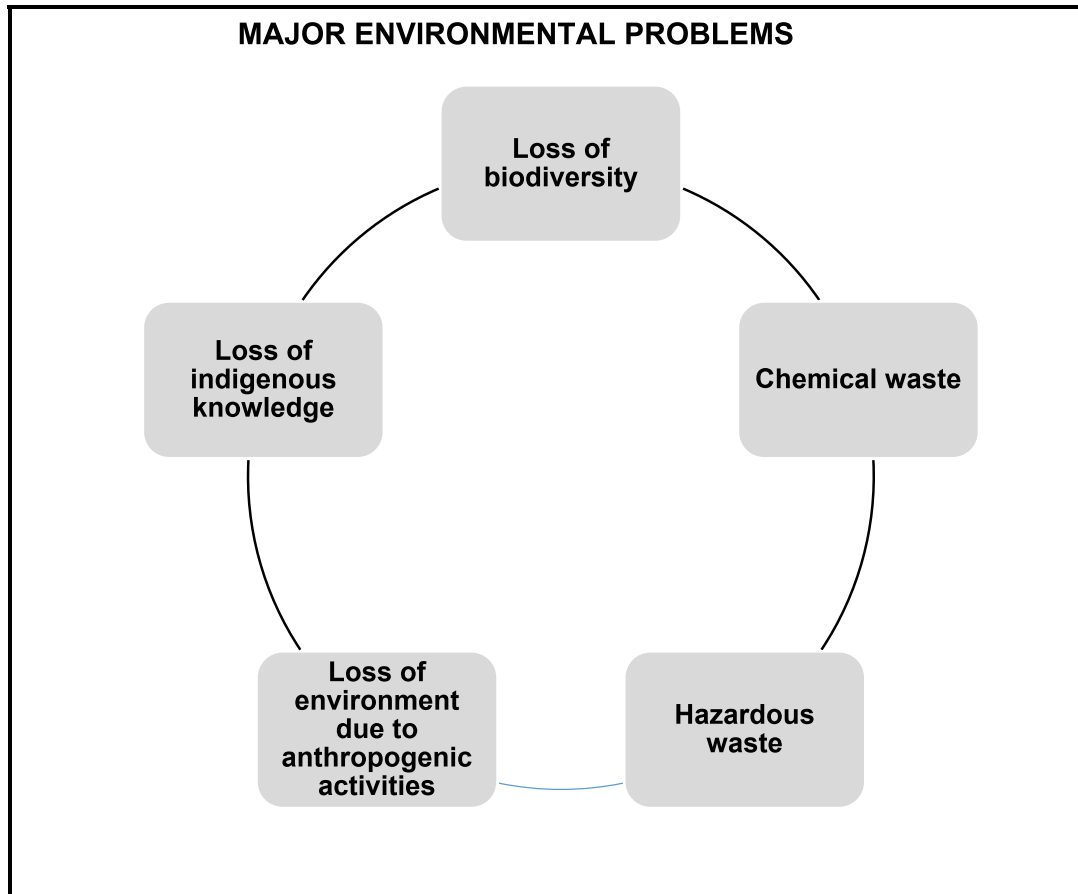 MAJOR ENVIRONMENTAL PROBLEMS
Loss of
biodiversity
Chemical waste
Hazardous
waste
Loss of
environment
due to
anthropogenic
activities
Loss of
indigenous
knowledge